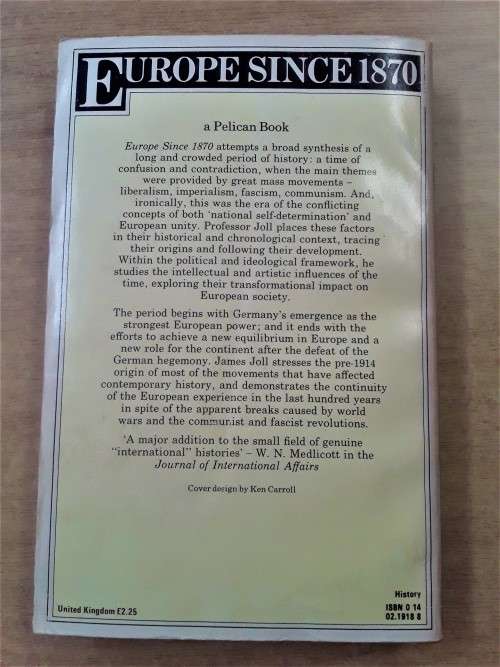 EUROPE SINCE 1870
a Pelican Book
Europe Since 1870 attempts a broad synthesis of a
long and crowded period of history: a time of
confusion and contradiction, when the main themes
were provided by great mass movements –
liberalism, imperialism, fascism, communism. And,
ironically, this was the era of the conflicting
concepts of both 'national self-determination' and
European unity. Professor Joll places these factors
in their historical and chronological context, tracing
their origins and following their development.
Within the political and ideological framework, he
studies the intellectual and artistic influences of the
time, exploring their transformational impact on
European society.
The period begins with Germany's emergence as the
strongest European power; and it ends with the
efforts to achieve a new equilibrium in Europe and a
new role for the continent after the defeat of the
German hegemony. James Joll stresses the pre-1914
origin of most of the movements that have affected
contemporary history, and demonstrates the continuity
of the European experience in the last hundred years
in spite of the apparent breaks caused by world
wars and the communist and fascist revolutions.
'A major addition to the small field of genuine
"international" histories' – W. N. Medlicott in the
Journal of International Affairs
Cover design by Ken Carroll
United Kingdom £2.25
History
ISBN 0 14
02.1918 8